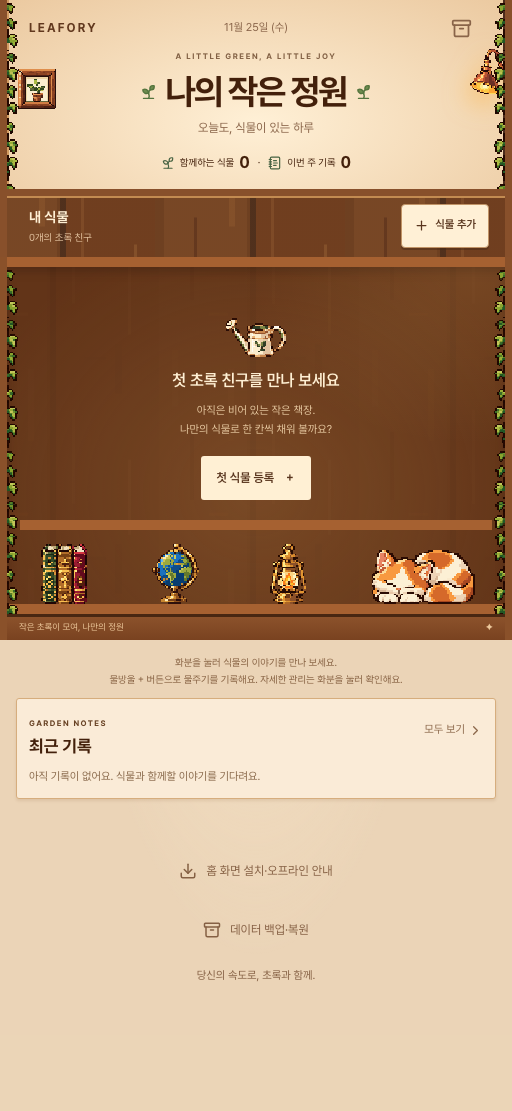 LEAFORY
11월 25일 (수)
A LITTLE GREEN, A LITTLE JOY
나의 작은 정원
오늘도, 식물이 있는 하루
함께하는 식물 0 · 이번 주 기록 0
내 식물
0개의 초록 친구
+ 식물 추가
첫 초록 친구를 만나 보세요
아직은 비어 있는 작은 책장.
나만의 식물로 한 칸씩 채워 볼까요?
첫 식물 등록 +
작은 초록이 모여, 나만의 정원
화분을 눌러 식물의 이야기를 만나 보세요.
물방울 + 버튼으로 물주기를 기록해요. 자세한 관리는 화분을 눌러 확인해요.
GARDEN NOTES
최근 기록
모두 보기
아직 기록이 없어요. 식물과 함께할 이야기를 기다려요.
홈 화면 설치·오프라인 안내
데이터 백업·복원
당신의 속도로, 초록과 함께.